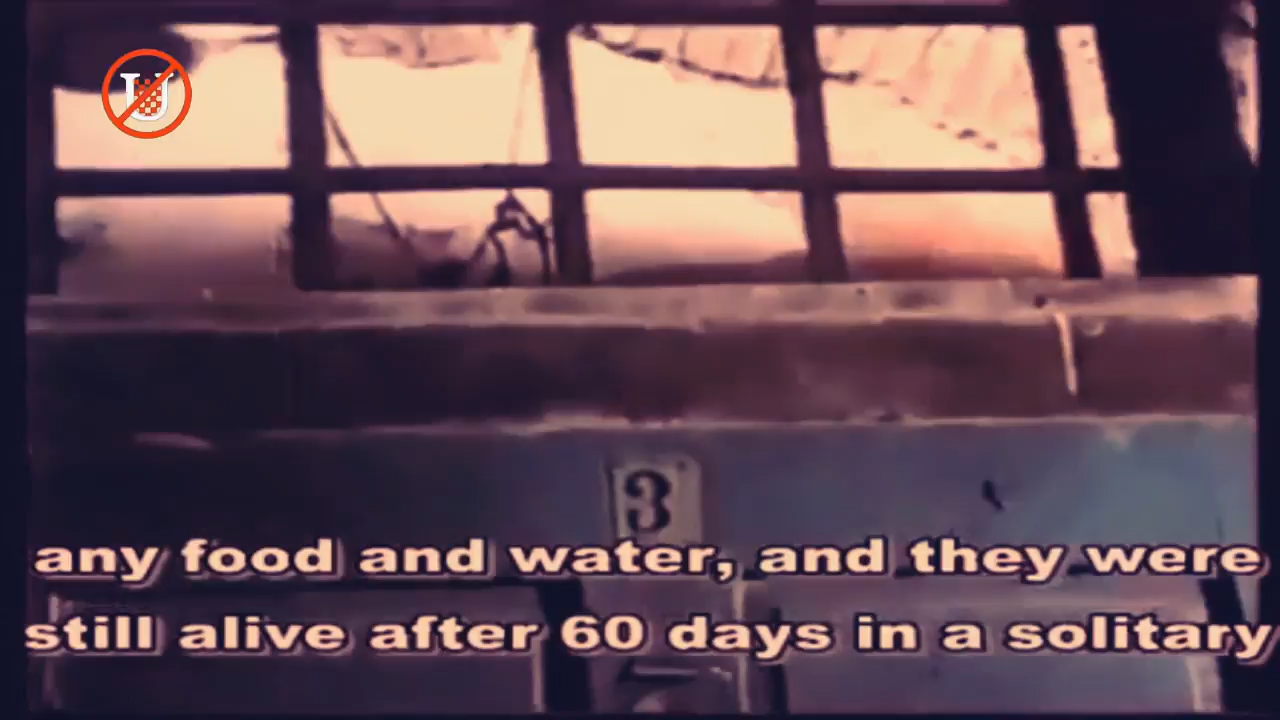 U
3
any food and water, and they were
still alive after 60 days in a solitary